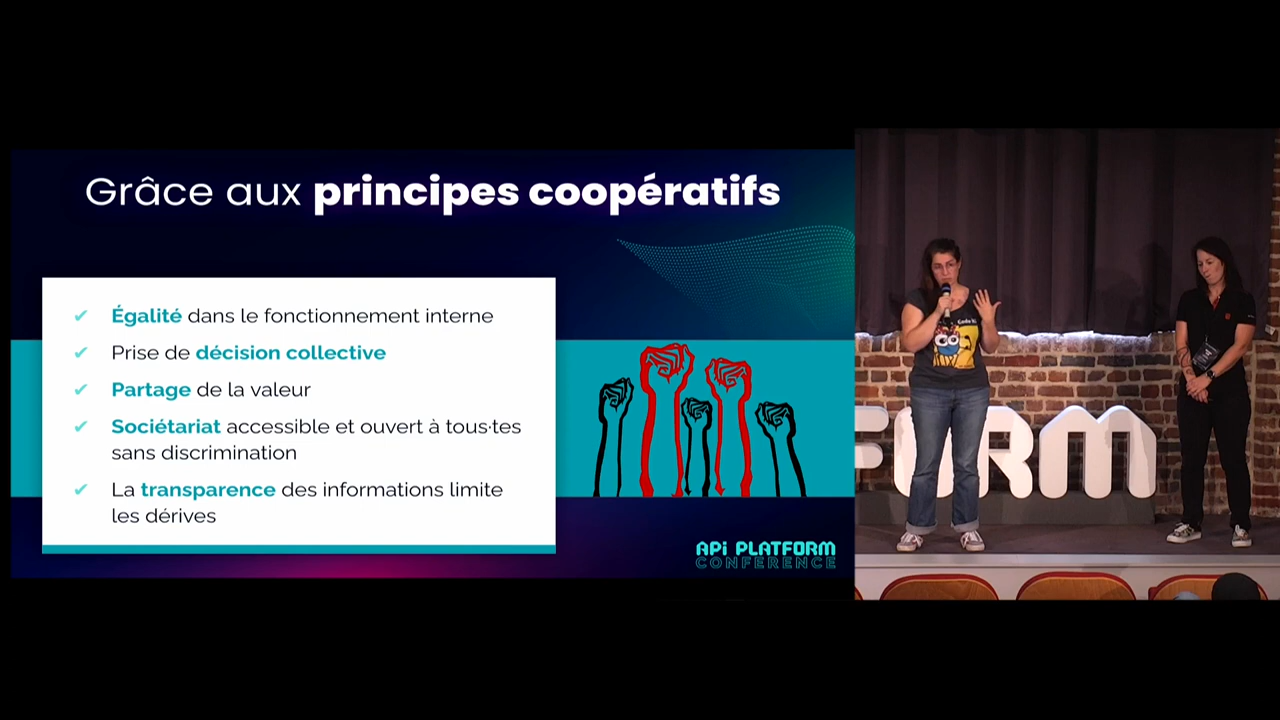 Grâce aux principes coopératifs
✔ Égalité dans le fonctionnement interne
✔ Prise de décision collective
✔ Partage de la valeur
✔ Sociétariat accessible et ouvert à tous·tes
sans discrimination
✔ La transparence des informations limite
les dérives
APi PLATFORM
CONFERENCE
FORM